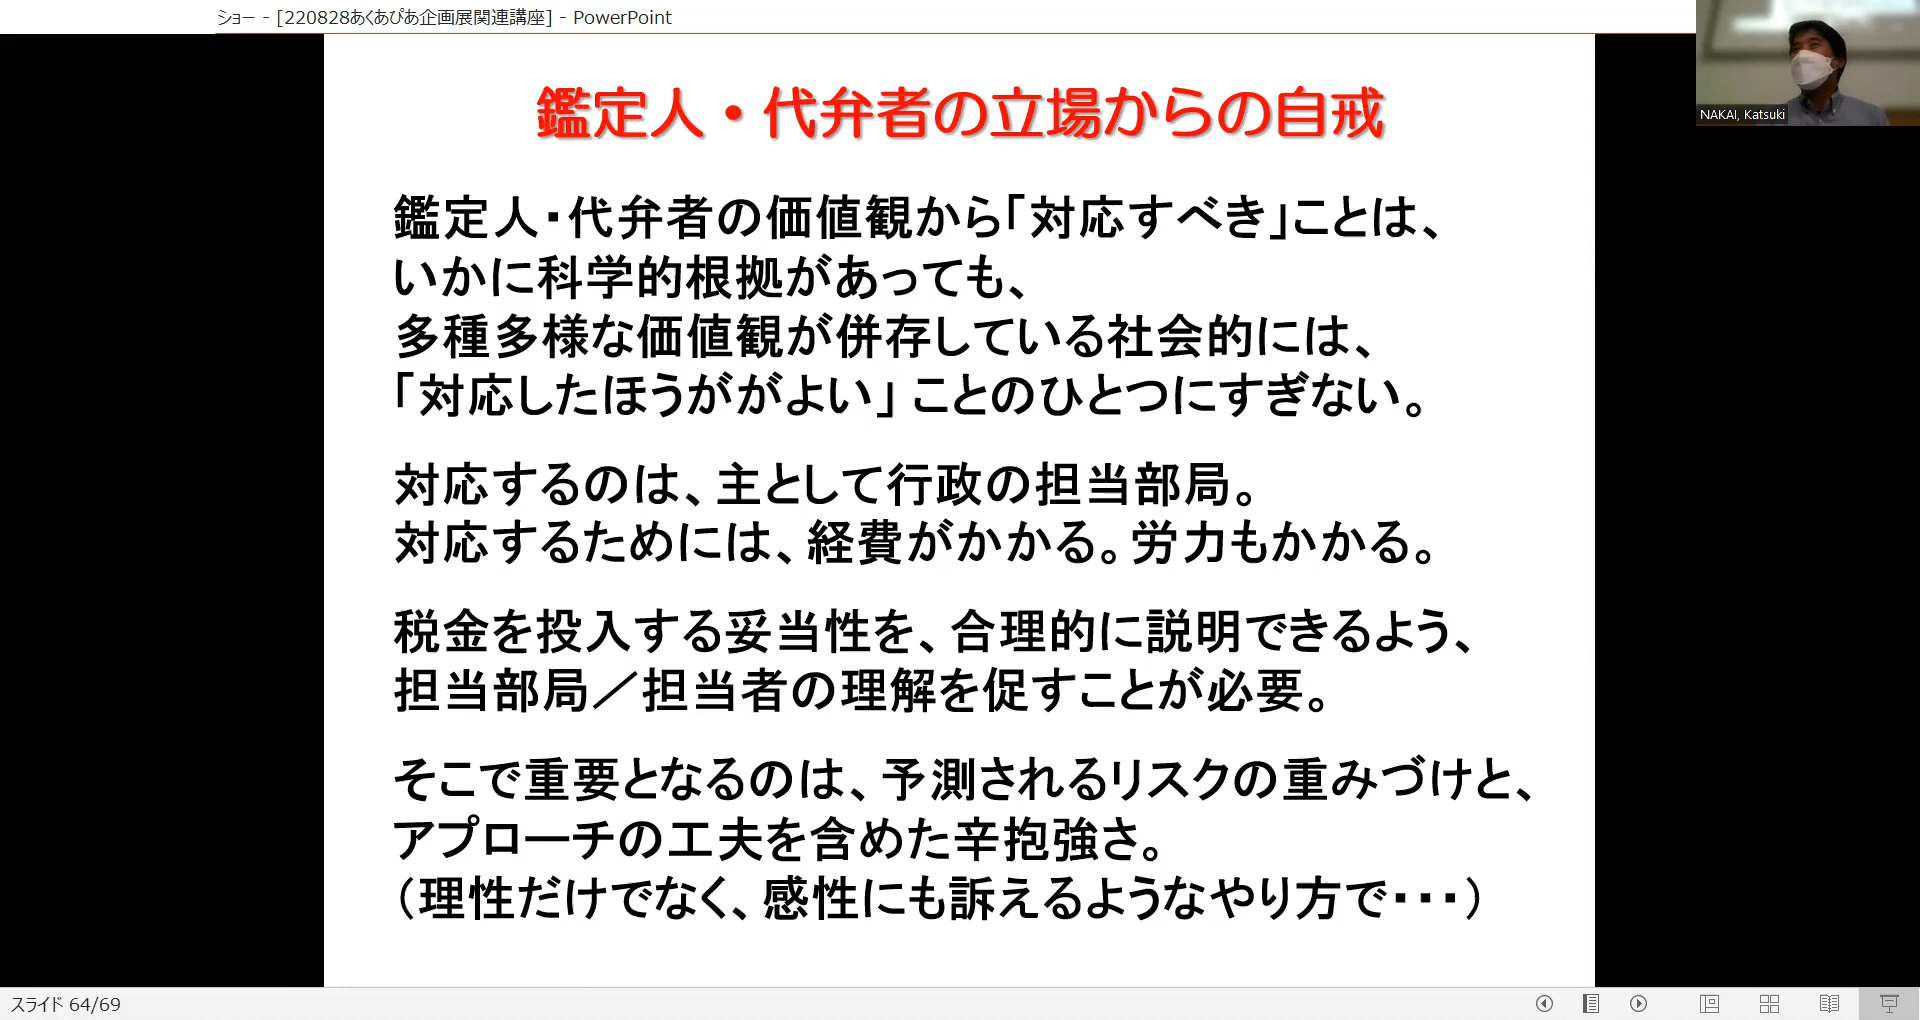 ショー - [220828あくあぴあ企画展関連講座] - PowerPoint
NAKAI, Katsuki
鑑定人・代弁者の立場からの自戒
鑑定人・代弁者の価値観から「対応すべき」ことは、
いかに科学的根拠があっても、
多種多様な価値観が併存している社会的には、
「対応したほうががよい」ことのひとつにすぎない。
対応するのは、主として行政の担当部局。
対応するためには、経費がかかる。労力もかかる。
税金を投入する妥当性を、合理的に説明できるよう、
担当部局／担当者の理解を促すことが必要。
そこで重要となるのは、予測されるリスクの重みづけと、
アプローチの工夫を含めた辛抱強さ。
（理性だけでなく、感性にも訴えるようなやり方で・・・）
スライド 64/69